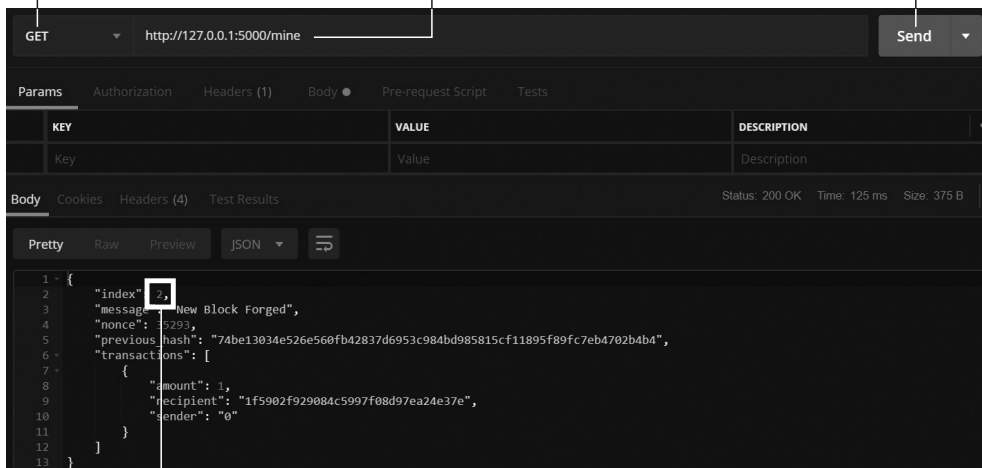 GET http://127.0.0.1:5000/mine Send
Params Authorization Headers (1) Body Pre-request Script Tests
KEY VALUE DESCRIPTION
Key Value Description
Body Cookies Headers (4) Test Results Status: 200 OK Time: 125 ms Size: 375 B
Pretty Raw Preview JSON
1 {
2 "index": 2,
3 "message": "New Block Forged",
4 "nonce": 35293,
5 "previous_hash": "74be13034e526e560fb42837d6953c984bd985815cf11895f89fc7eb4702b4b4",
6 "transactions": [
7 {
8 "amount": 1,
9 "recipient": "1f5902f929084c5997f08d97ea24e37e",
10 "sender": "0"
11 }
12 ]
13 }